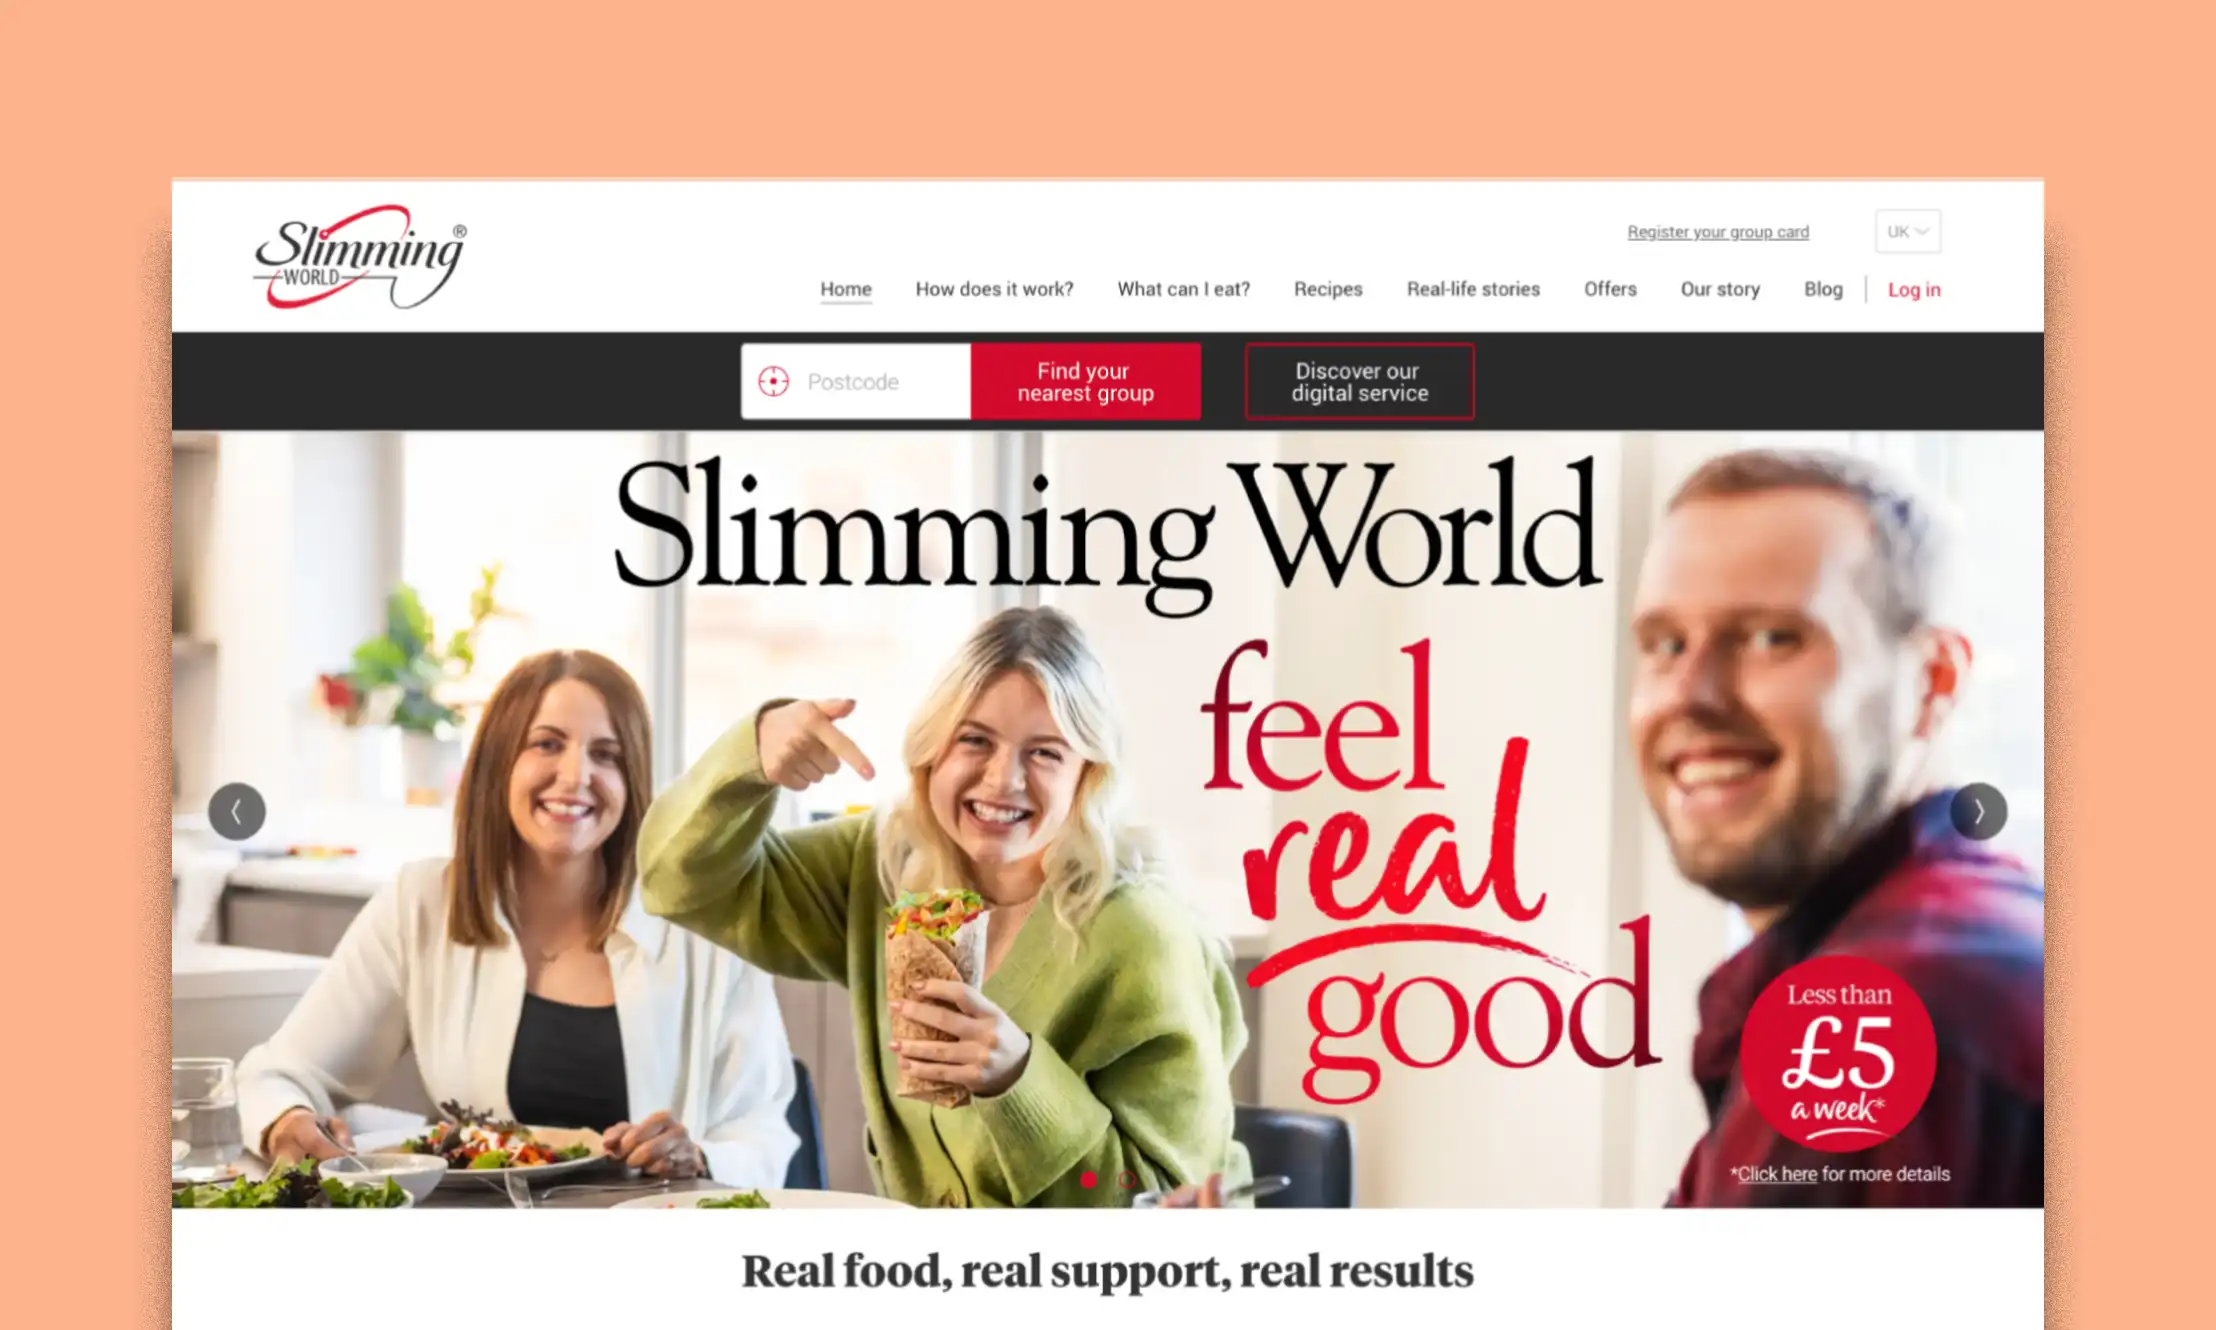 Slimming®
WORLD
Register your group card
UK
Home How does it work? What can I eat? Recipes Real-life stories Offers Our story Blog Log in
Postcode
Find your
nearest group
Discover our
digital service
Slimming World
feel
real
good
Less than
£5
a week*
*Click here for more details
Real food, real support, real results